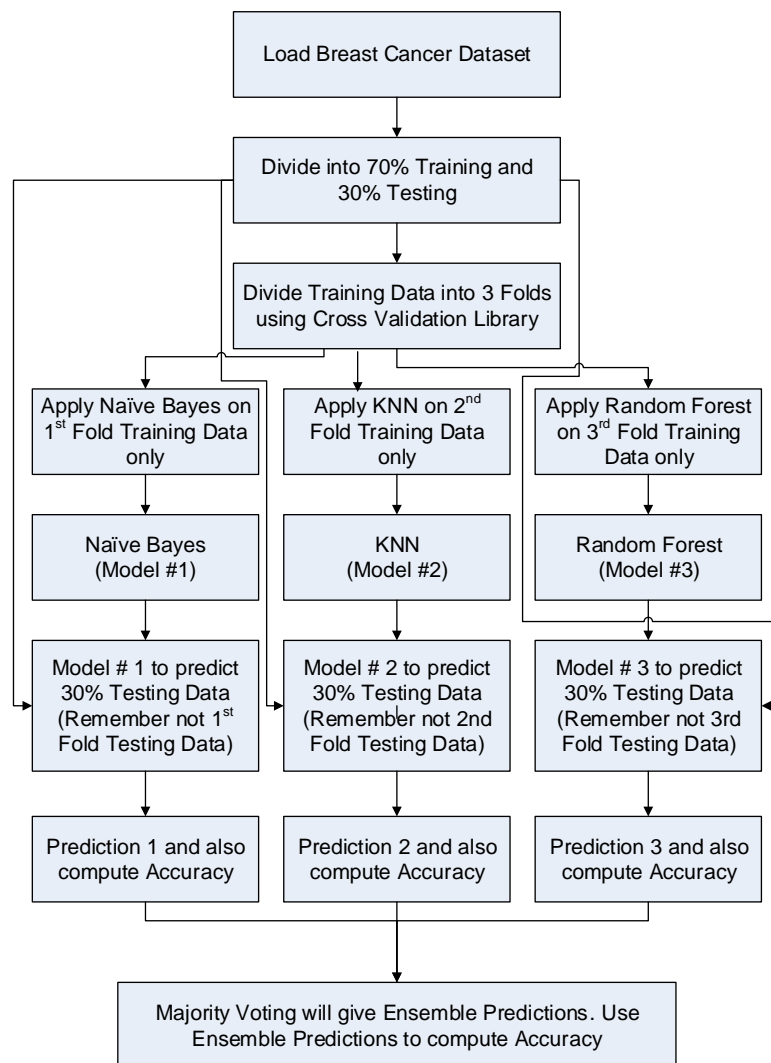 Load Breast Cancer Dataset
Divide into 70% Training and
30% Testing
Divide Training Data into 3 Folds
using Cross Validation Library
Apply Naïve Bayes on
1st Fold Training Data
only
Apply KNN on 2nd
Fold Training Data
only
Apply Random Forest
on 3rd Fold Training
Data only
Naïve Bayes
(Model #1)
KNN
(Model #2)
Random Forest
(Model #3)
Model # 1 to predict
30% Testing Data
(Remember not 1st
Fold Testing Data)
Model # 2 to predict
30% Testing Data
(Remember not 2nd
Fold Testing Data)
Model # 3 to predict
30% Testing Data
(Remember not 3rd
Fold Testing Data)
Prediction 1 and also
compute Accuracy
Prediction 2 and also
compute Accuracy
Prediction 3 and also
compute Accuracy
Majority Voting will give Ensemble Predictions. Use
Ensemble Predictions to compute Accuracy